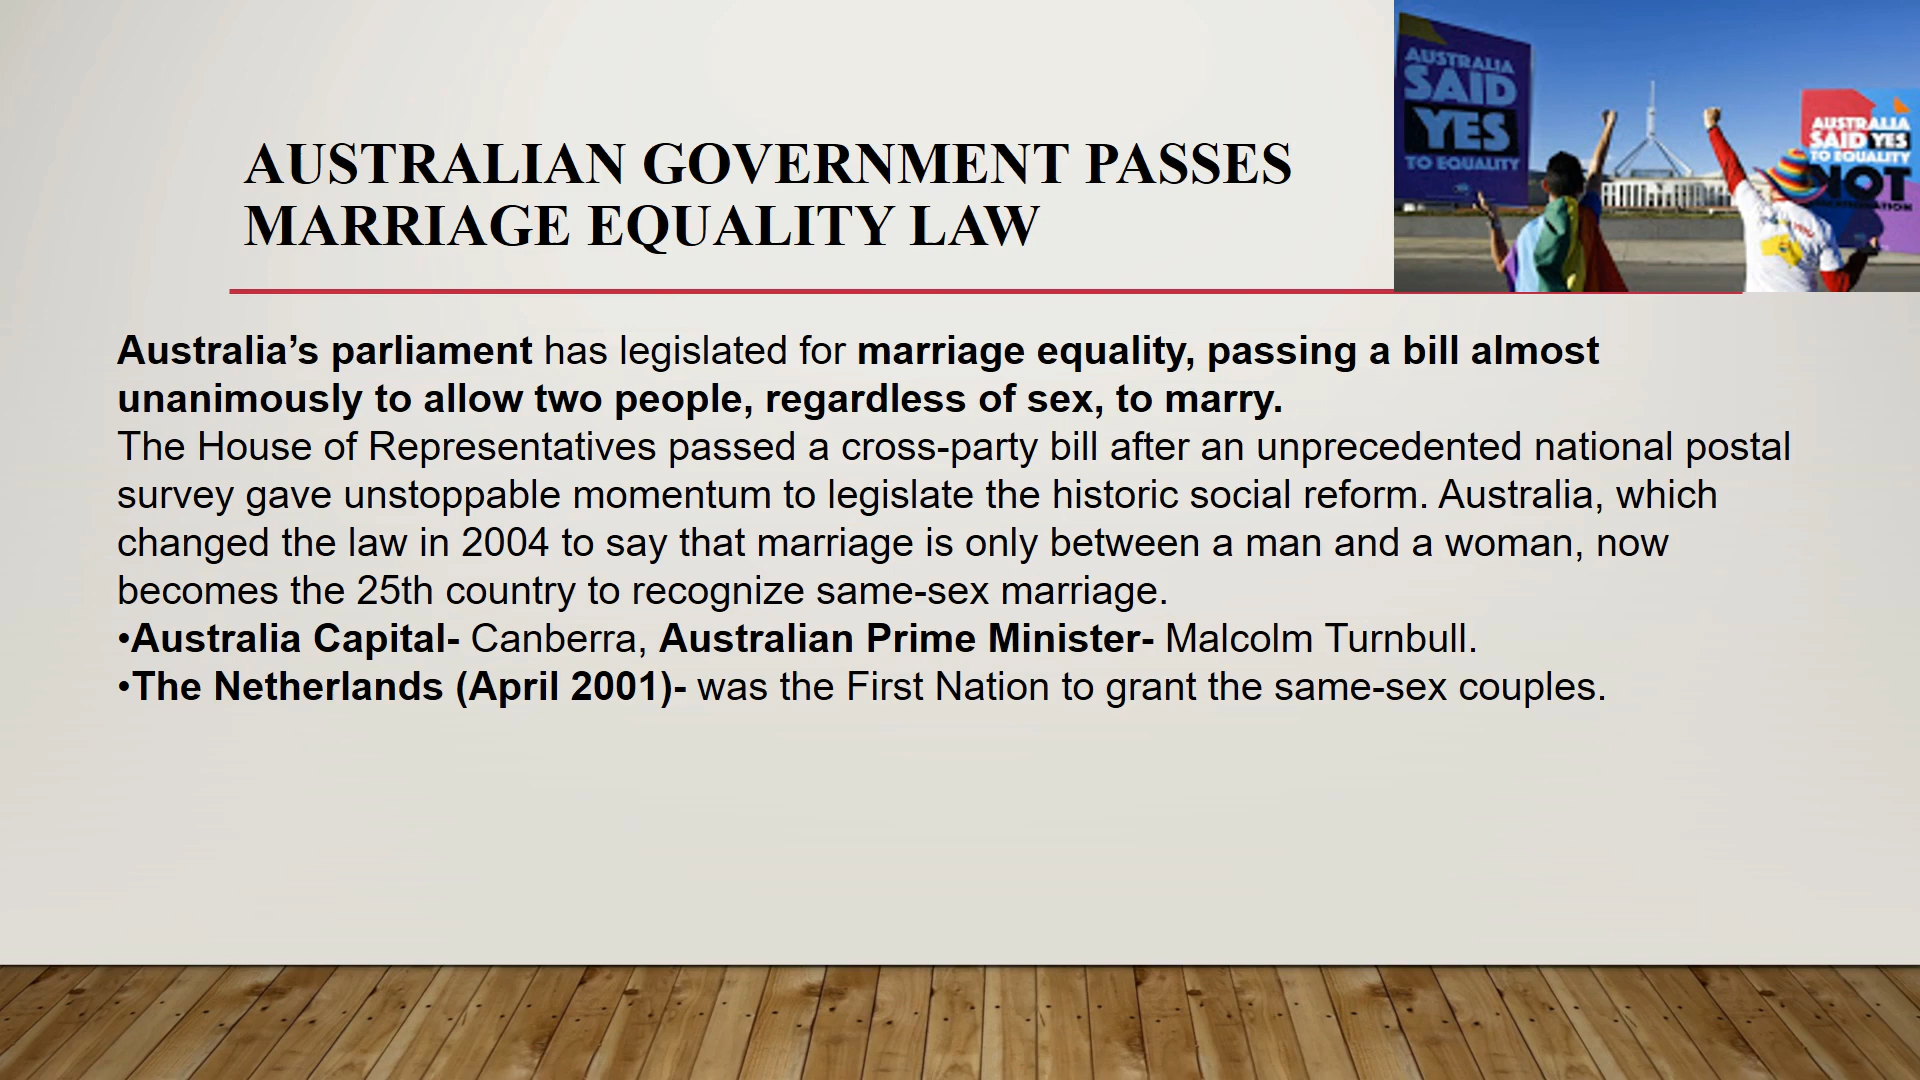 AUSTRALIAN GOVERNMENT PASSES
MARRIAGE EQUALITY LAW
AUSTRALIA
SAID
YES
TO EQUALITY
AUSTRALIA
SAID YES
TO EQUALITY
NOT
Australia’s parliament has legislated for marriage equality, passing a bill almost
unanimously to allow two people, regardless of sex, to marry.
The House of Representatives passed a cross-party bill after an unprecedented national postal
survey gave unstoppable momentum to legislate the historic social reform. Australia, which
changed the law in 2004 to say that marriage is only between a man and a woman, now
becomes the 25th country to recognize same-sex marriage.
•Australia Capital- Canberra, Australian Prime Minister- Malcolm Turnbull.
•The Netherlands (April 2001)- was the First Nation to grant the same-sex couples.